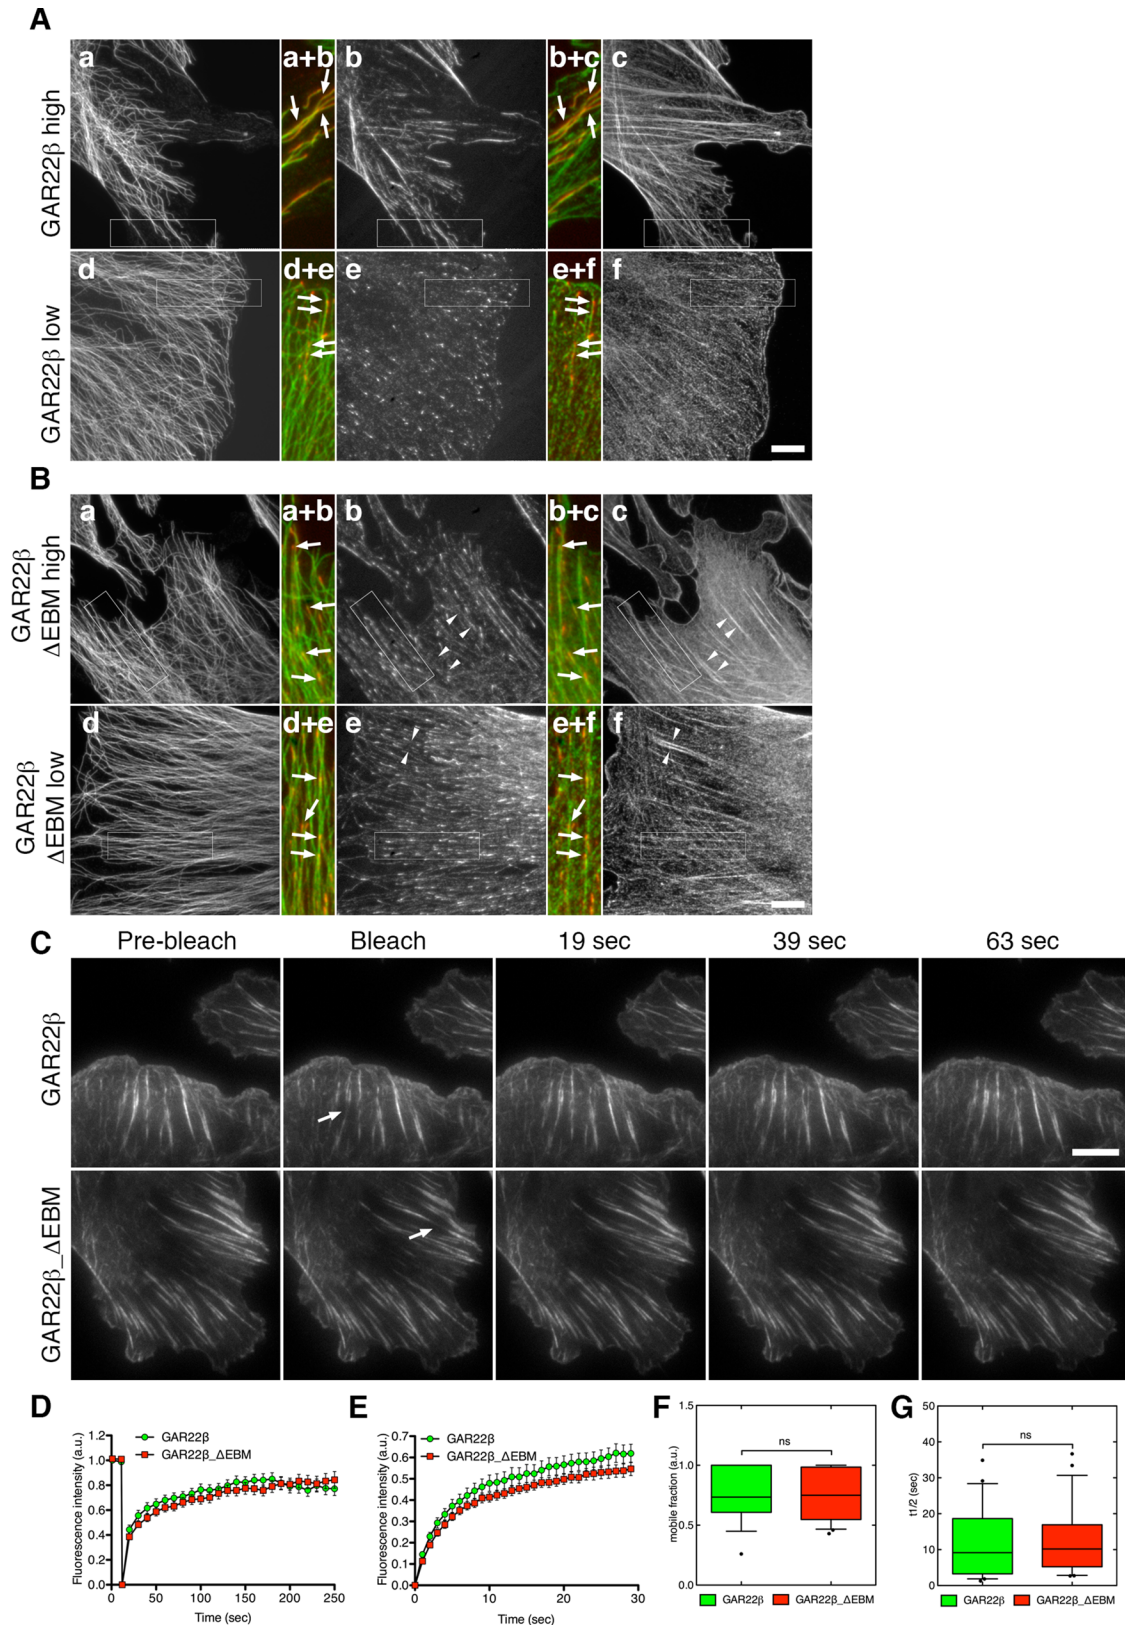 A
a a+b b b+c c
GAR22β high
d d+e e e+f f
GAR22β low
B
a a+b b b+c c
GAR22β
ΔEBM high
d d+e e e+f f
GAR22β
ΔEBM low
C Pre-bleach Bleach 19 sec 39 sec 63 sec
GAR22β
GAR22β_ΔEBM
D
GAR22β
GAR22β_ΔEBM
Fluorescence intensity (a.u.)
1.2
1.0
0.8
0.6
0.4
0.2
0.0
0 50 100 150 200 250
Time (sec)
E
GAR22β
GAR22β_ΔEBM
Fluorescence intensity (a.u.)
0.7
0.6
0.5
0.4
0.3
0.2
0.1
0.0
0 10 20 30
Time (sec)
F
ns
mobile fraction (a.u.)
1.5
1.0
0.5
0.0
GAR22β GAR22β_ΔEBM
G
ns
t1/2 (sec)
50
40
30
20
10
0
GAR22β GAR22β_ΔEBM